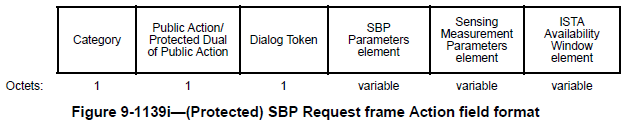 Category
Public Action/
Protected Dual
of Public Action
Dialog Token
SBP
Parameters
element
Sensing
Measurement
Parameters
element
ISTA
Availability
Window
element
Octets: 1 1 1 variable variable variable
Figure 9-1139i—(Protected) SBP Request frame Action field format